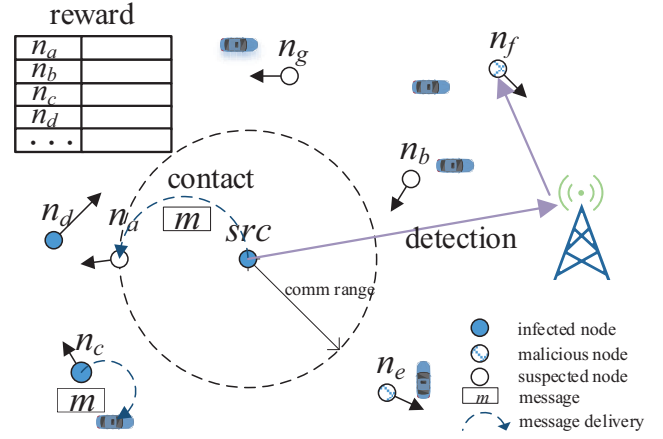 reward
n_a
n_b
n_c
n_d
. . .
n_g
n_f
n_b
contact
n_d
n_a
m
src
detection
comm range
n_c
m
n_e
infected node
malicious node
suspected node
m message
message delivery